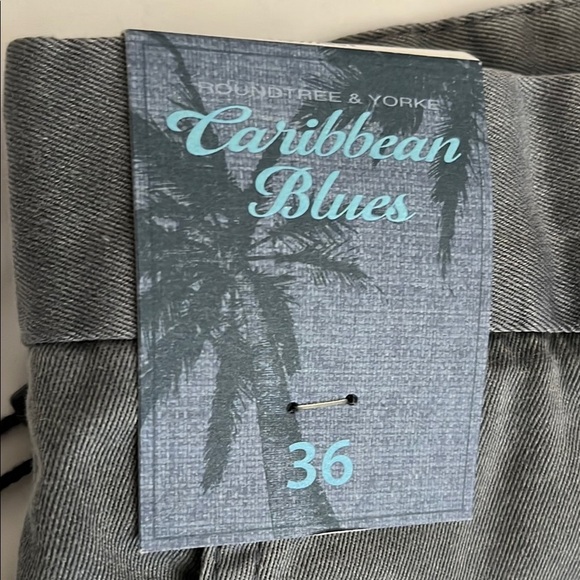 ROUNDTREE & YORKE
Caribbean
Blues
36